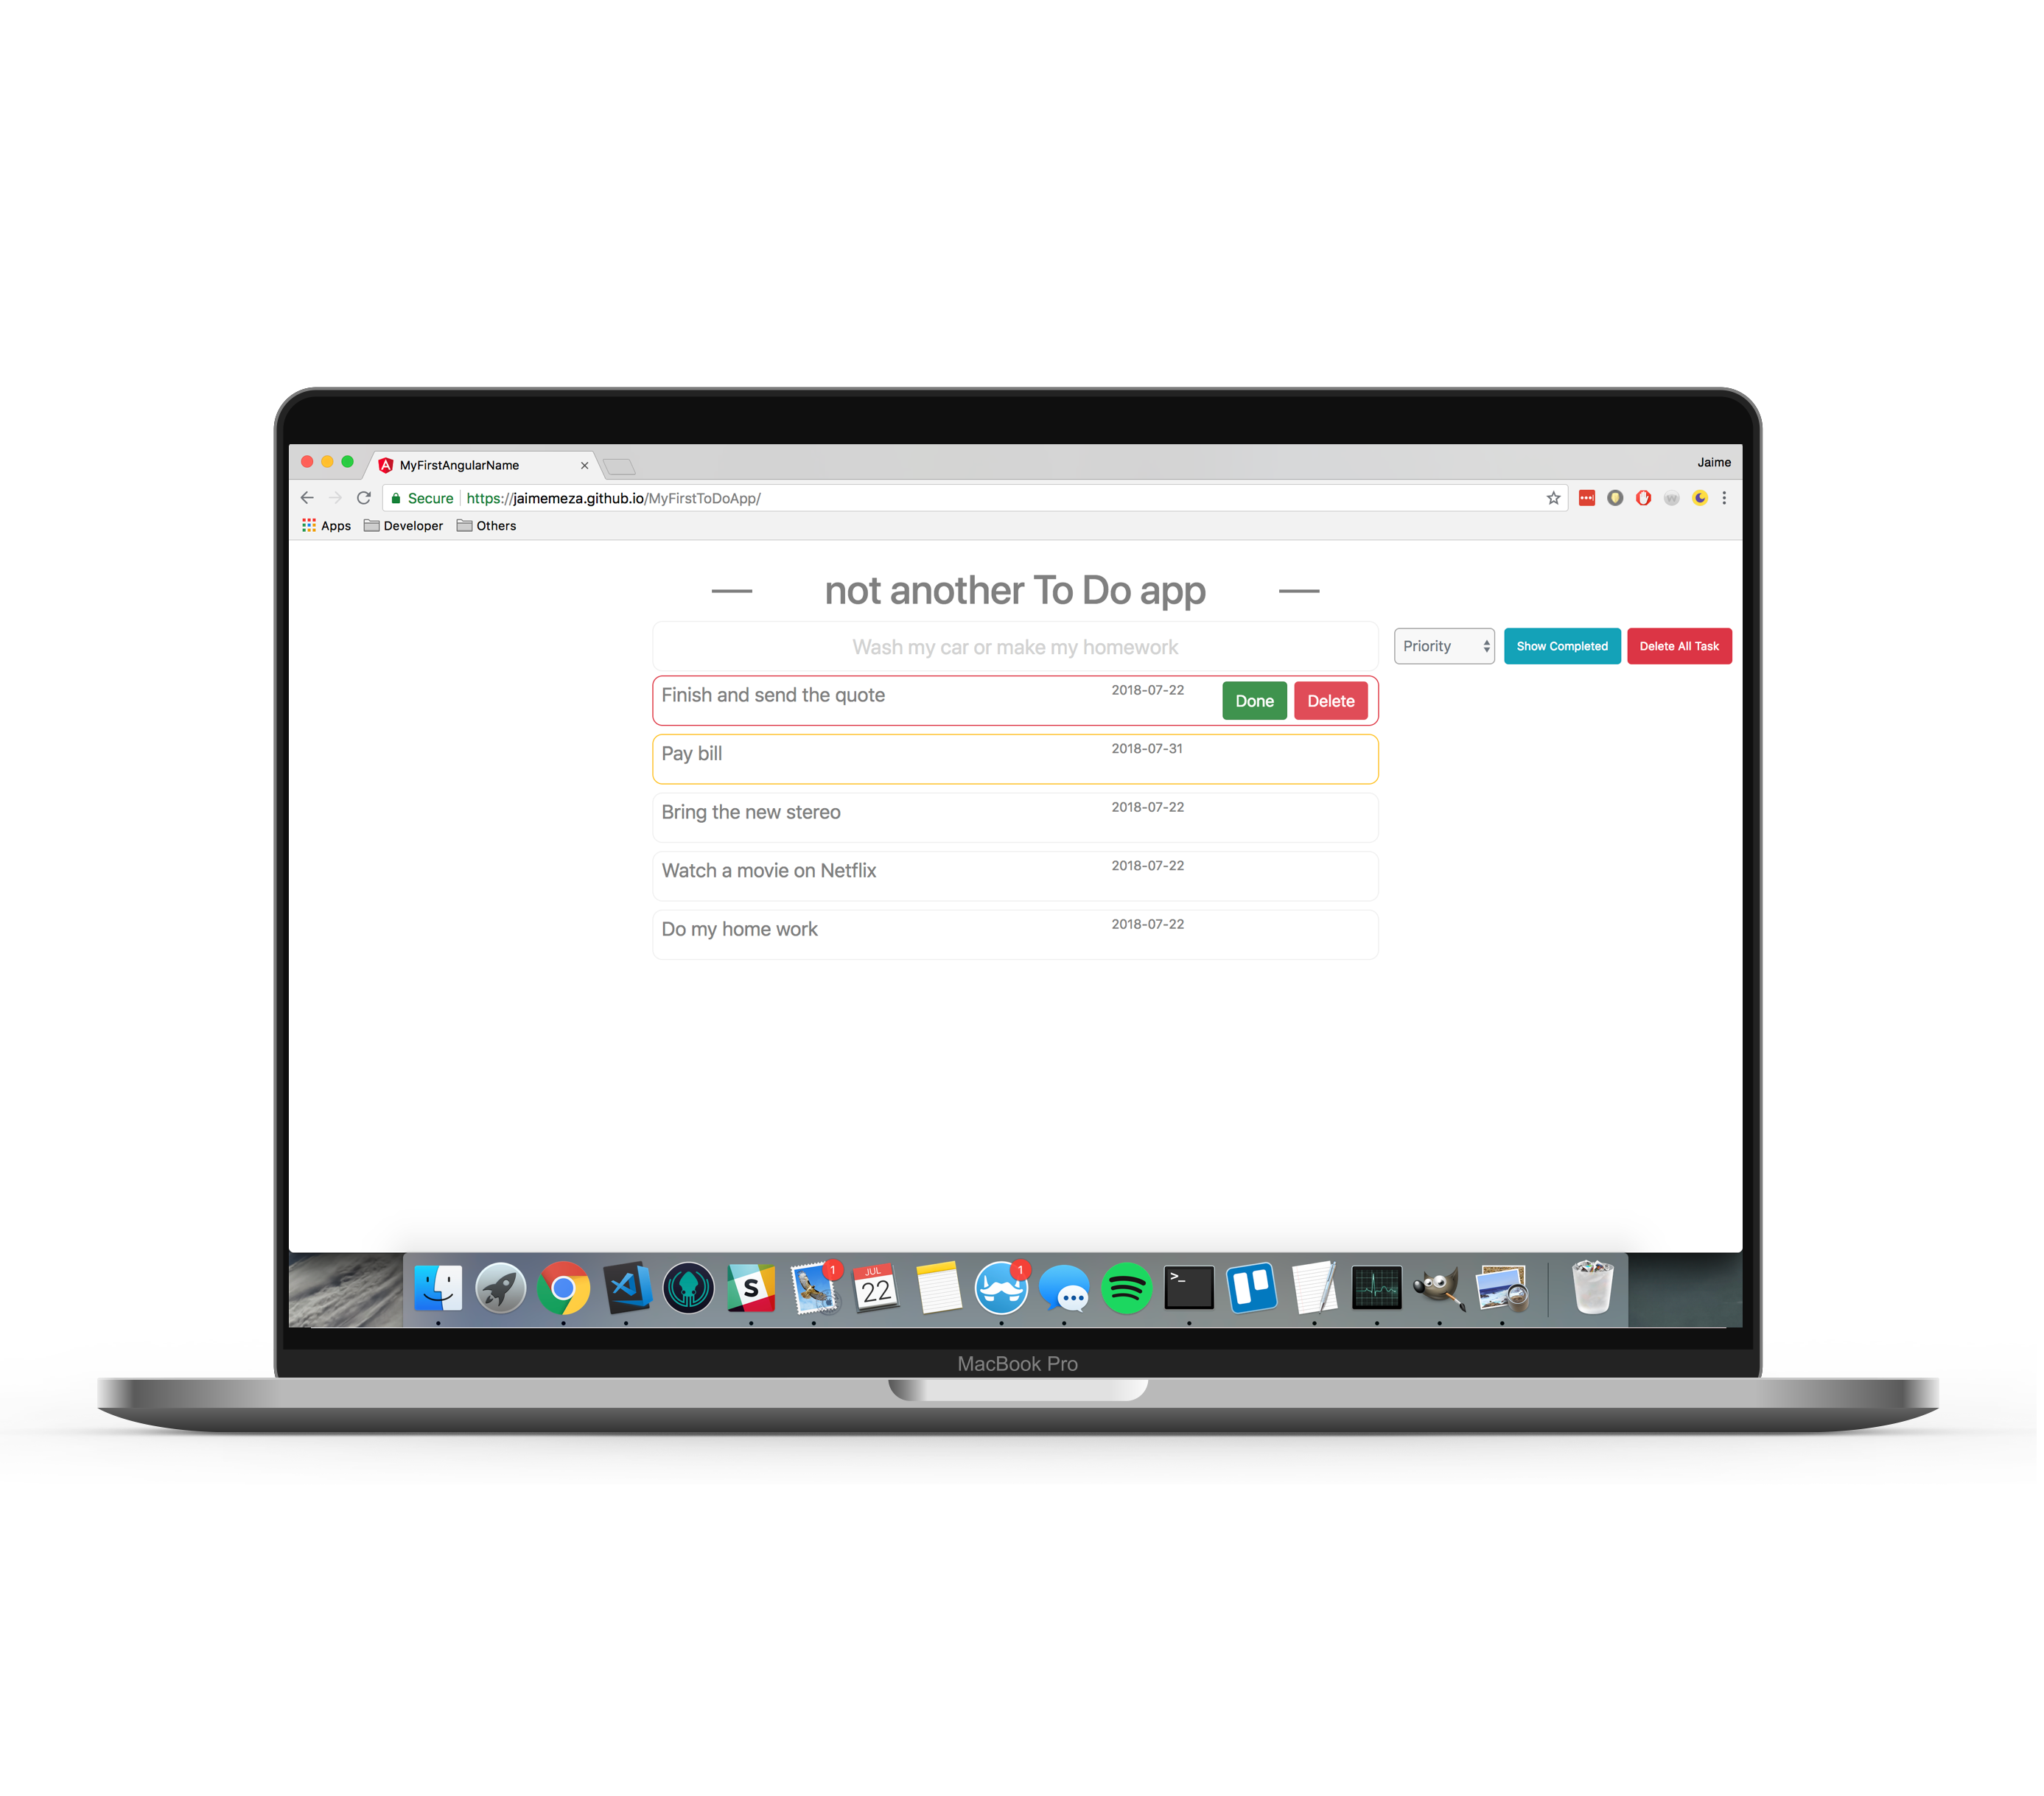 MyFirstAngularName
Jaime
Secure https://jaimemeza.github.io/MyFirstToDoApp/
Apps Developer Others
not another To Do app
Wash my car or make my homework
Priority Show Completed Delete All Task
Finish and send the quote 2018-07-22 Done Delete
Pay bill 2018-07-31
Bring the new stereo 2018-07-22
Watch a movie on Netflix 2018-07-22
Do my home work 2018-07-22
S 1 JUL 22 1 >_
MacBook Pro